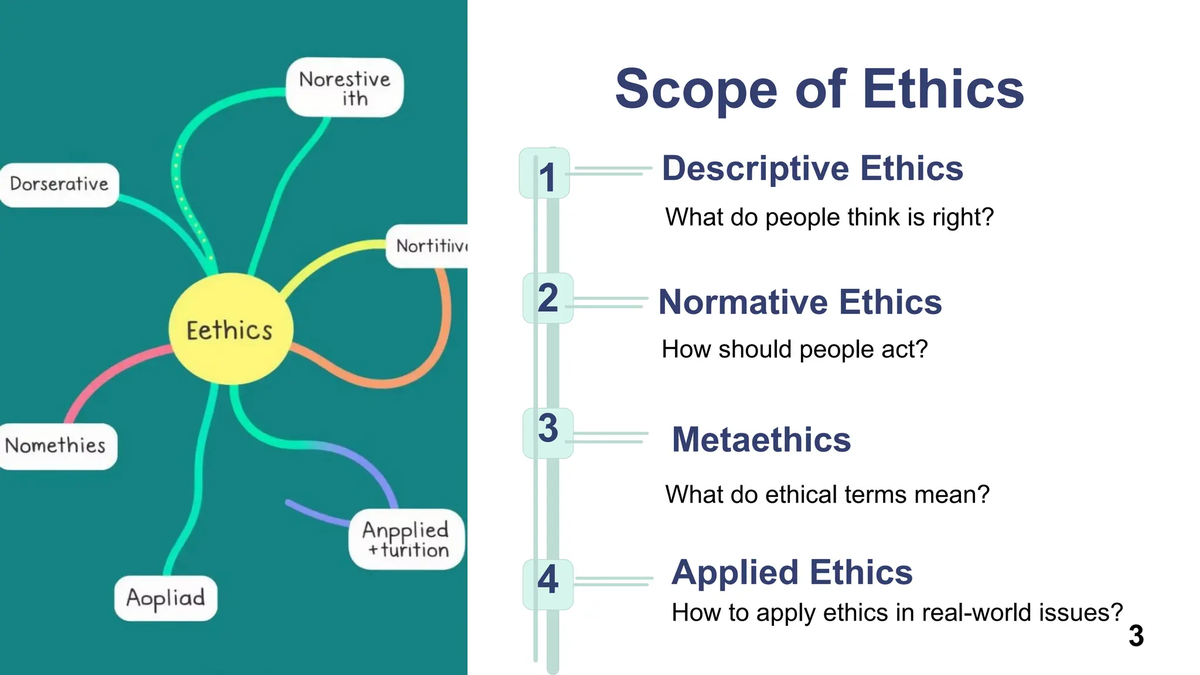 Norestive
ith
Dorserative
Nortitiive
Eethics
Nomethies
Anpplied
+turition
Aopliad
Scope of Ethics
1
Descriptive Ethics
What do people think is right?
2
Normative Ethics
How should people act?
3
Metaethics
What do ethical terms mean?
4
Applied Ethics
How to apply ethics in real-world issues?
3